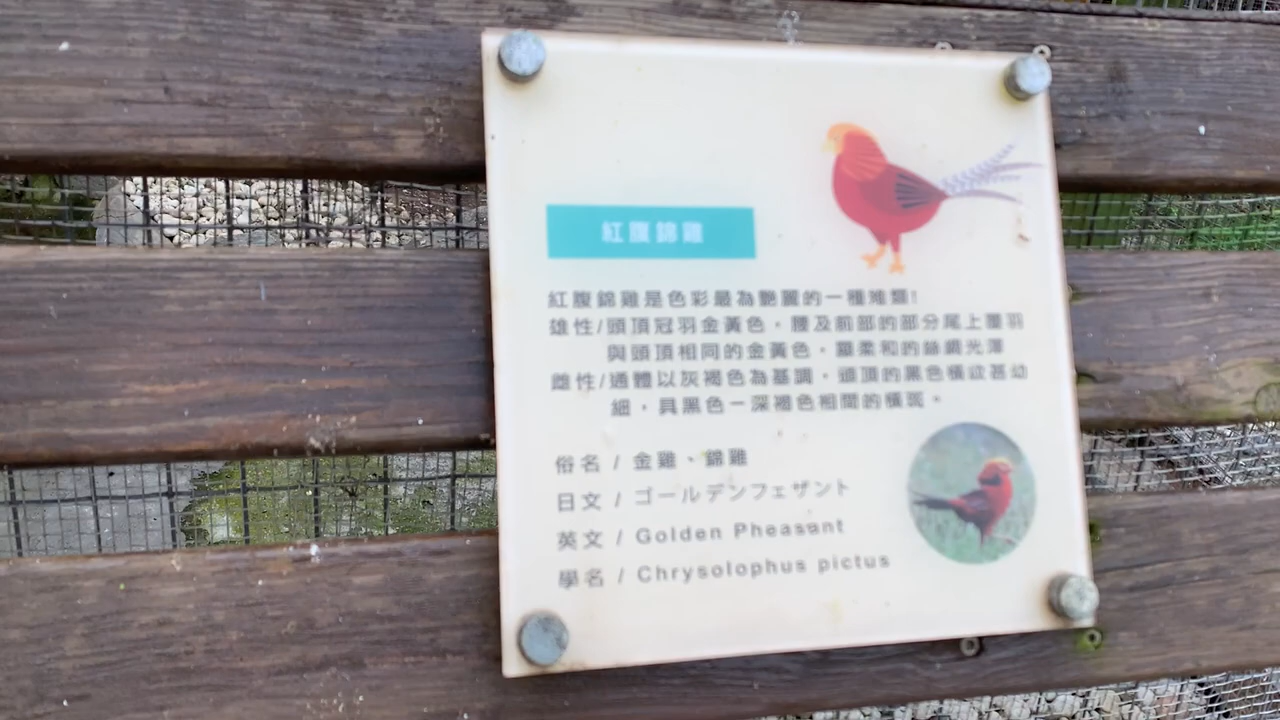 紅腹錦雞
紅腹錦雞是色彩最為艷麗的一種雉類!
雄性/頭頂冠羽金黃色，腰及前部的部分尾上覆羽
與頭頂相同的金黃色，顯柔和的絲綢光澤
雌性/通體以灰褐色為基調，頭頂的黑色橫紋甚幼
細，具黑色－深褐色相間的橫斑。
俗名 / 金雞、錦雞
日文 / ゴールデンフェザント
英文 / Golden Pheasant
學名 / Chrysolophus pictus